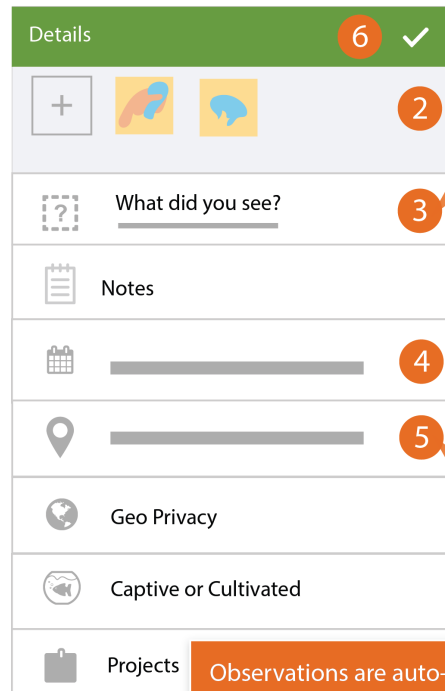 Details
6
2
?
What did you see?
3
Notes
4
5
Geo Privacy
Captive or Cultivated
Projects
Observations are auto-